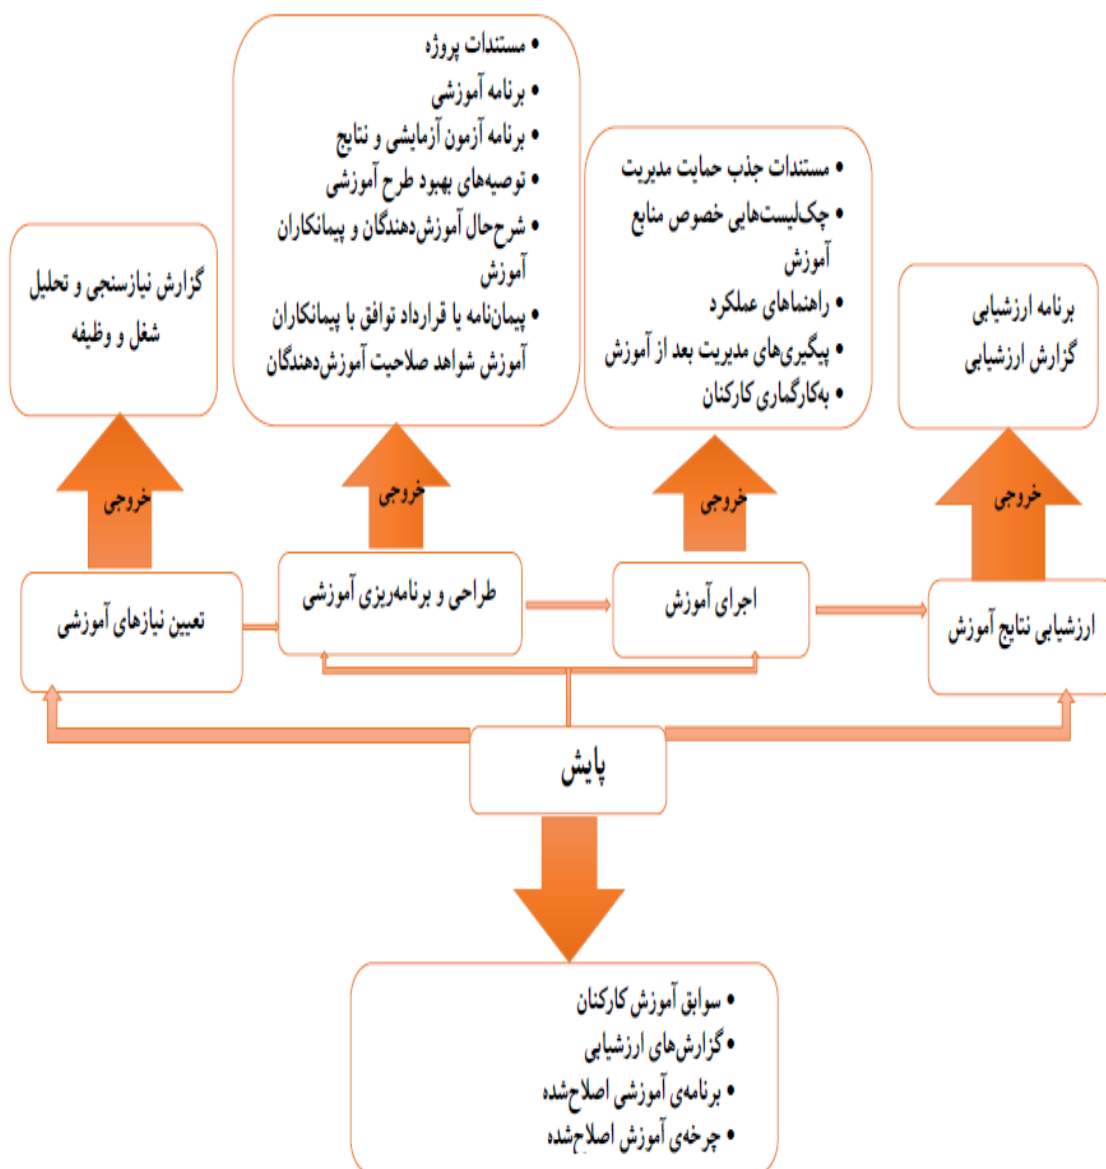 گزارش نیازسنجی و تحلیل
شغل و وظیفه
• مستندات پروژه
• برنامه آموزشی
• برنامه آزمون آزمایشی و نتایج
• توصیه‌های بهبود طرح آموزشی
• شرح‌حال آموزش‌دهندگان و پیمانکاران
آموزش
• پیمان‌نامه یا قرارداد توافق با پیمانکاران
آموزش شواهد صلاحیت آموزش‌دهندگان
• مستندات جذب حمایت مدیریت
• چک‌لیست‌هایی خصوص منابع
آموزش
• راهنماهای عملکرد
• پیگیری‌های مدیریت بعد از آموزش
• به‌کارگماری کارکنان
برنامه ارزشیابی
گزارش ارزشیابی
خروجی
خروجی
خروجی
خروجی
تعیین نیازهای آموزشی
طراحی و برنامه‌ریزی آموزشی
اجرای آموزش
ارزشیابی نتایج آموزش
پایش
• سوابق آموزش کارکنان
• گزارش‌های ارزشیابی
• برنامه‌ی آموزشی اصلاح‌شده
• چرخه‌ی آموزش اصلاح‌شده